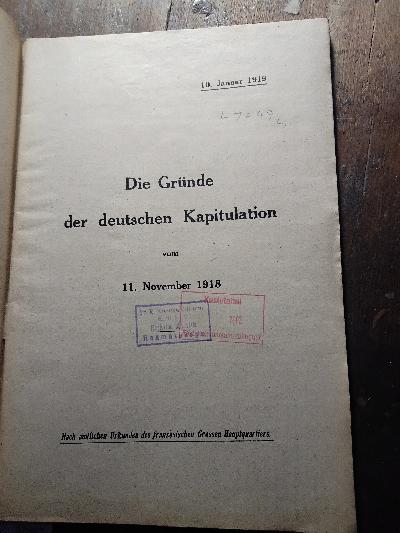 10. Januar 1919
Die Gründe
der deutschen Kapitulation
vom
11. November 1918
Nach amtlichen Urkunden des französischen Grossen Hauptquartiers.